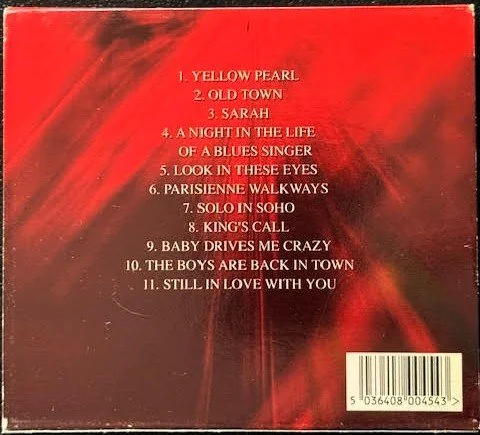 1. YELLOW PEARL
2. OLD TOWN
3. SARAH
4. A NIGHT IN THE LIFE
OF A BLUES SINGER
5. LOOK IN THESE EYES
6. PARISIENNE WALKWAYS
7. SOLO IN SOHO
8. KING'S CALL
9. BABY DRIVES ME CRAZY
10. THE BOYS ARE BACK IN TOWN
11. STILL IN LOVE WITH YOU
5 036408 004543 >